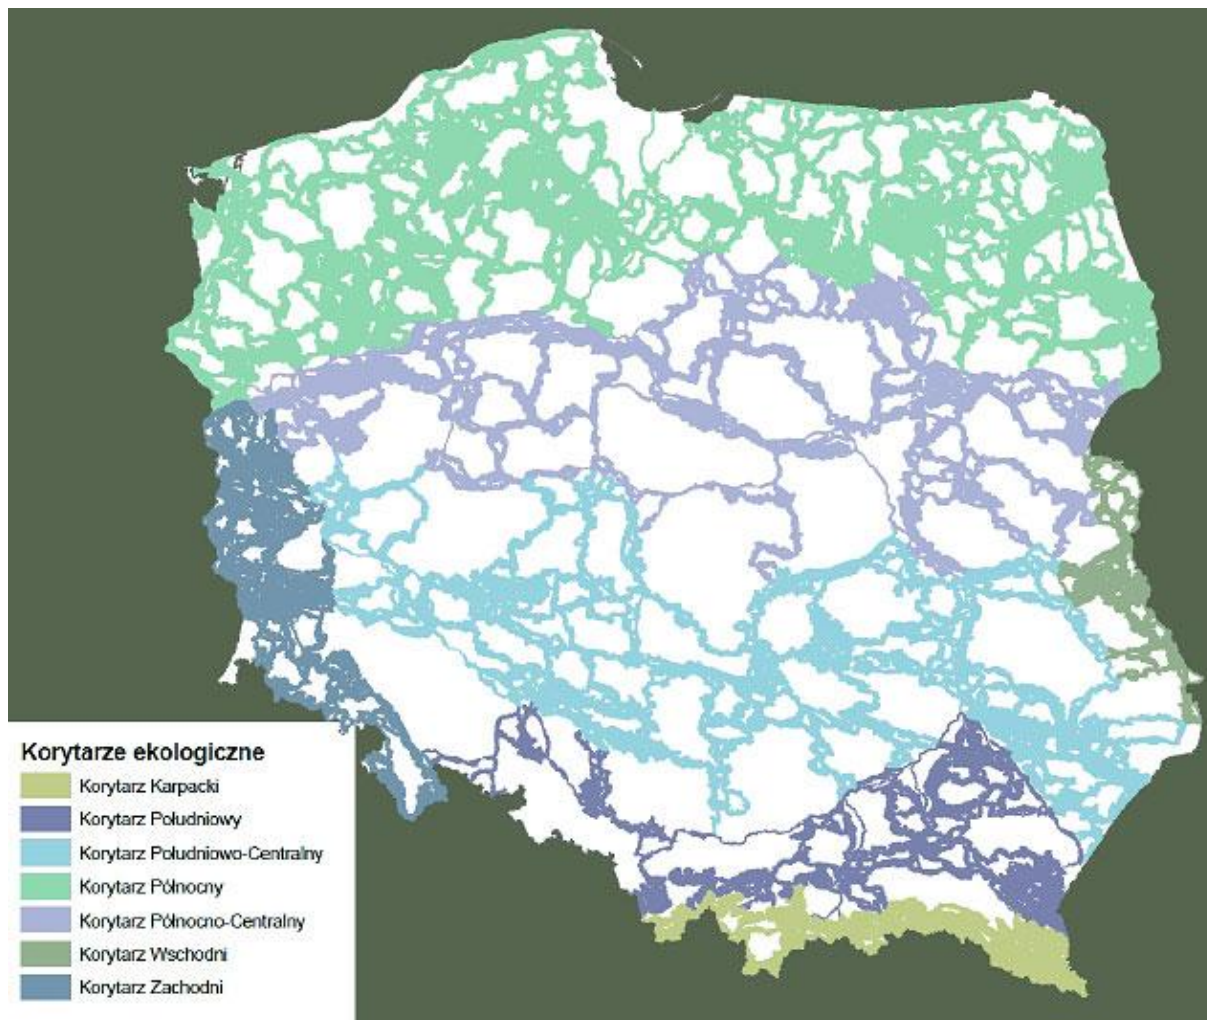 Korytarze ekologiczne
Korytarz Karpacki
Korytarz Południowy
Korytarz Południowo-Centralny
Korytarz Północny
Korytarz Północno-Centralny
Korytarz Wschodni
Korytarz Zachodni